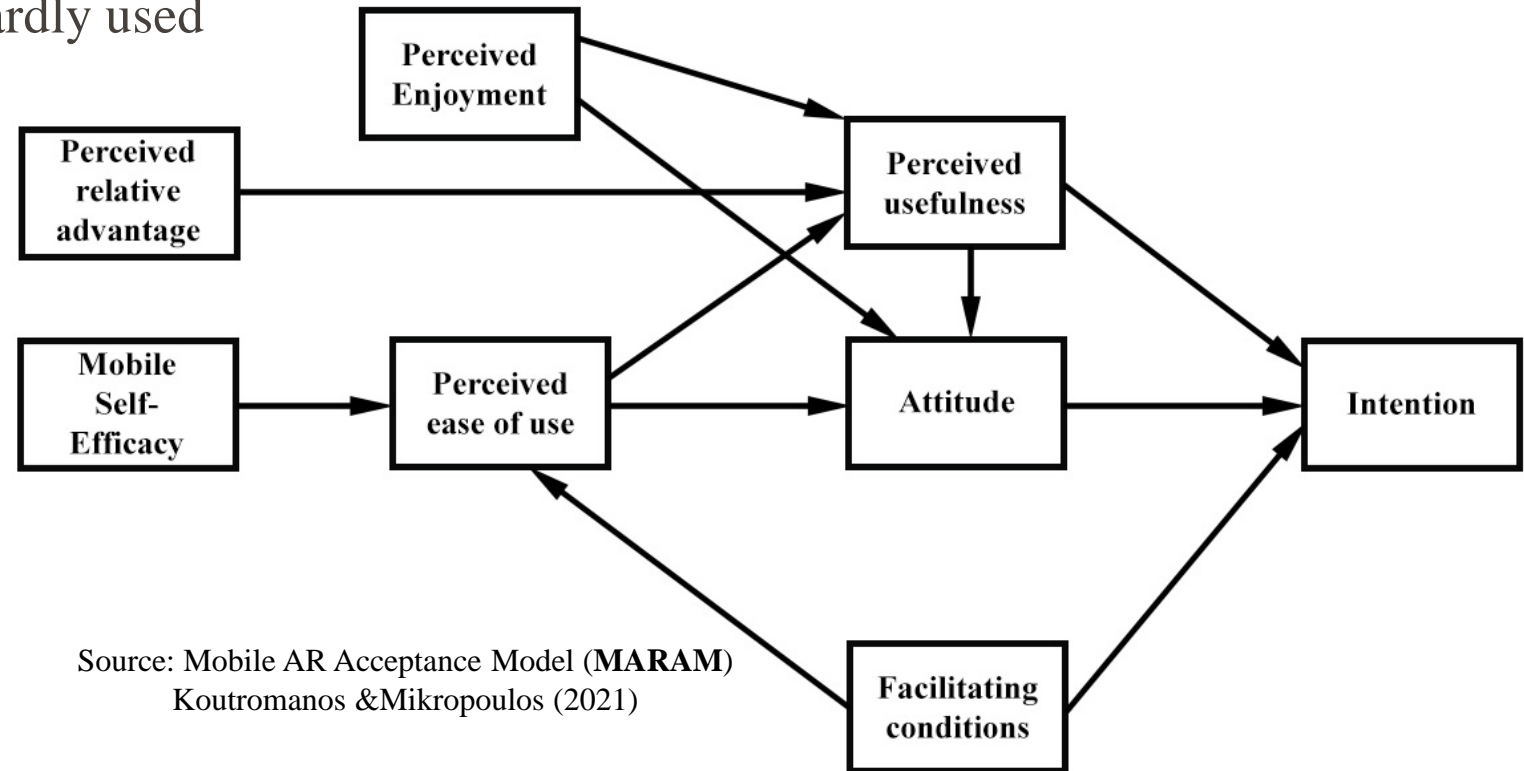 used
Perceived
Enjoyment
Perceived
relative
advantage
Perceived
usefulness
Mobile
Self-
Efficacy
Perceived
ease of use
Attitude
Intention
Source: Mobile AR Acceptance Model (MARAM)
Koutromanos &Mikropoulos (2021)
Facilitating
conditions